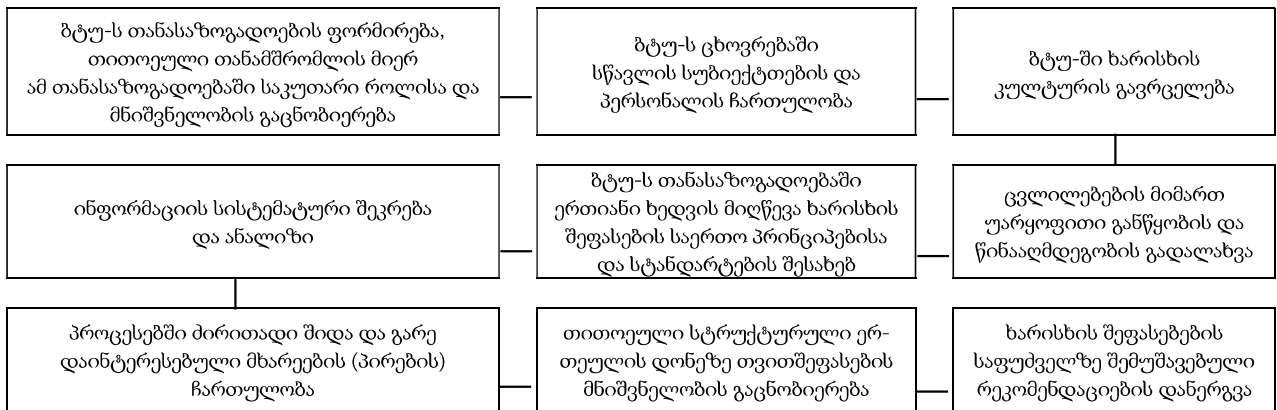 ბტუ-ს თანასაზოგადოების ფორმირება,
თითოეული თანამშრომლის მიერ
ამ თანასაზოგადოებაში საკუთარი როლისა და
მნიშვნელობის გაცნობიერება
ბტუ-ს ცხოვრებაში
სწავლის სუბიექტთების და
პერსონალის ჩართულობა
ბტუ-ში ხარისხის
კულტურის გავრცელება
ინფორმაციის სისტემატური შეკრება
და ანალიზი
ბტუ-ს თანასაზოგადოებაში
ერთიანი ხედვის მიღწევა ხარისხის
შეფასების საერთო პრინციპებისა
და სტანდარტების შესახებ
ცვლილებების მიმართ
უარყოფითი განწყობის და
წინააღმდეგობის გადალახვა
პროცესებში ძირითადი შიდა და გარე
დაინტერესებული მხარეების (პირების)
ჩართულობა
თითოეული სტრუქტურული ერ-
თეულის დონეზე თვითშეფასების
მნიშვნელობის გაცნობიერება
ხარისხის შეფასებების
საფუძველზე შემუშავებული
რეკომენდაციების დანერგვა